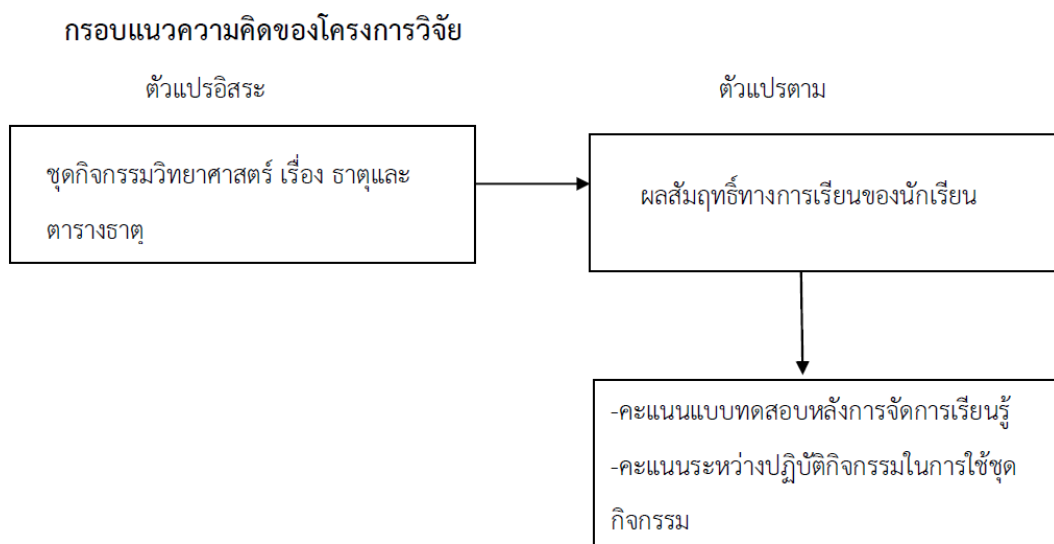 กรอบแนวความคิดของโครงการวิจัย
ตัวแปรอิสระ
ตัวแปรตาม
ชุดกิจกรรมวิทยาศาสตร์ เรื่อง ธาตุและ
ตารางธาตุ
ผลสัมฤทธิ์ทางการเรียนของนักเรียน
-คะแนนแบบทดสอบหลังการจัดการเรียนรู้
-คะแนนระหว่างปฏิบัติกิจกรรมในการใช้ชุด
กิจกรรม